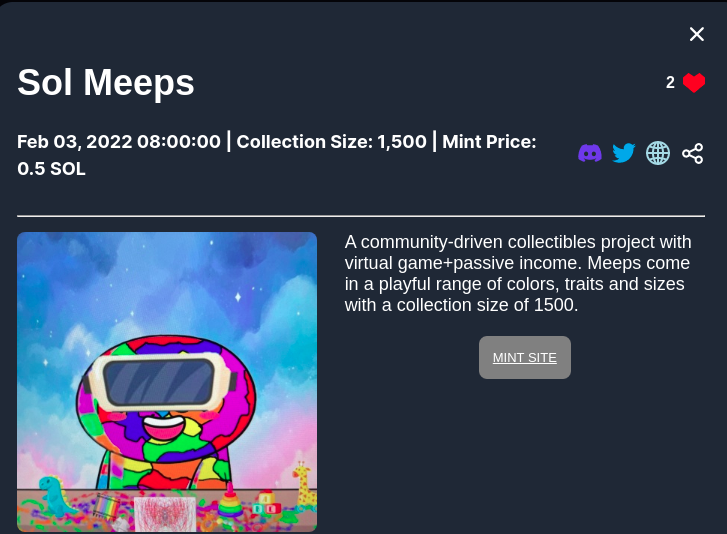 Sol Meeps
2
Feb 03, 2022 08:00:00 | Collection Size: 1,500 | Mint Price:
0.5 SOL
A community-driven collectibles project with
virtual game+passive income. Meeps come
in a playful range of colors, traits and sizes
with a collection size of 1500.
MINT SITE